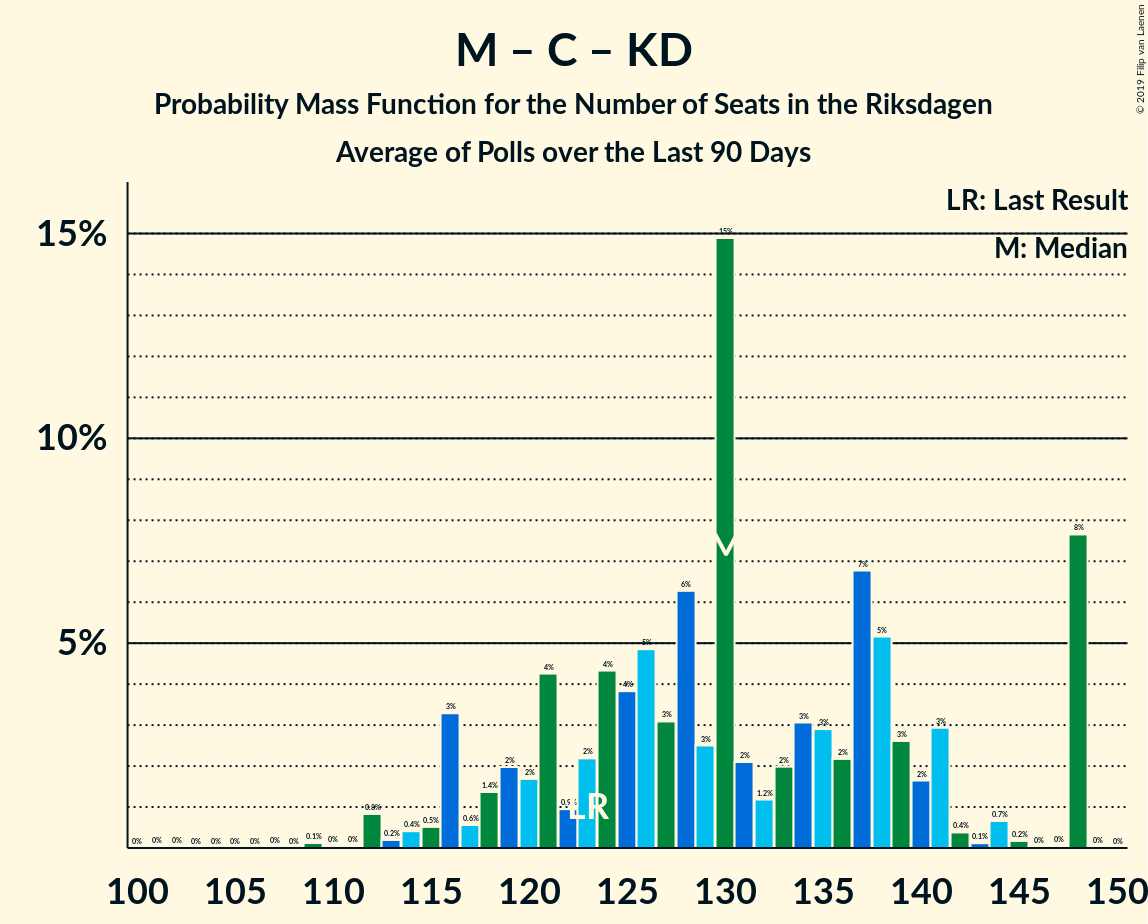 M – C – KD
Probability Mass Function for the Number of Seats in the Riksdagen
Average of Polls over the Last 90 Days
© 2019 Filip van Laenen
LR: Last Result
M: Median
15%
10%
5%
0% 0% 0% 0% 0% 0% 0% 0% 0% 0.1% 0% 0% 0.8% 0.2% 0.4% 0.5% 3% 0.6% 1.4% 2% 2% 4% 2% 4% 4% 5% 3% 6% 3% 15% 2% 1.2% 2% 3% 3% 2% 7% 5% 3% 2% 3% 0.4% 0.1% 0.7% 0.2% 0% 0% 8% 0% 0%
LR
100 105 110 115 120 125 130 135 140 145 150